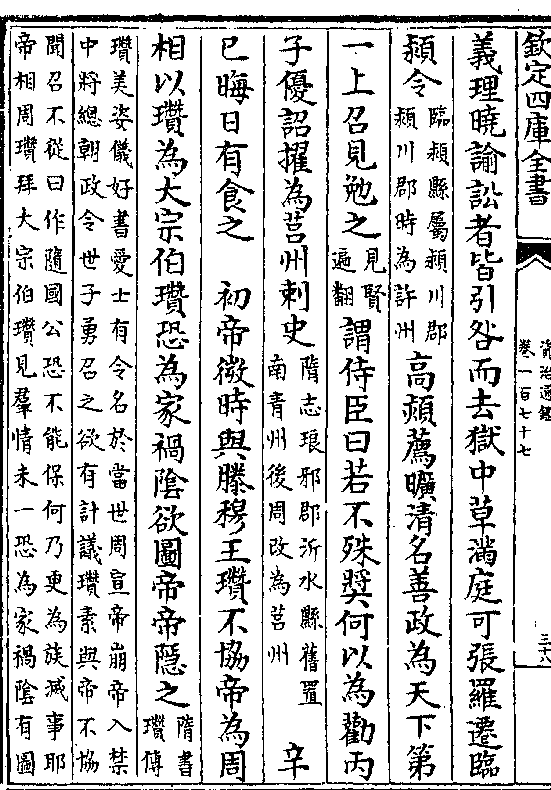 欽定四庫全書
資治通鑑
卷一百七十七
三十八
義理曉諭訟者皆引咎而去獄中草滿庭可張羅遷臨
潁令臨潁縣屬潁川郡潁川郡時為許州高熲薦曠清名善政為天下第
一上召見勉之見賢遍翻謂侍臣曰若不殊奬何以為勸丙
子優詔擢為莒州刺史隋志琅邪郡沂水縣舊置南青州後周改為莒州 辛
巳晦日有食之 初帝微時與滕穆王瓚不協帝為周
相以瓚為大宗伯瓚恐為家禍陰欲圖帝帝隱之隋書瓚傳
瓚美姿儀好書愛士有令名於當世周宣帝崩帝入禁
中將總朝政令世子勇召之欲有計議瓚素與帝不協
聞召不從曰作隨國公恐不能保何乃更為族滅事耶
帝相周瓚拜大宗伯瓚見羣情未一恐為家禍陰有圖